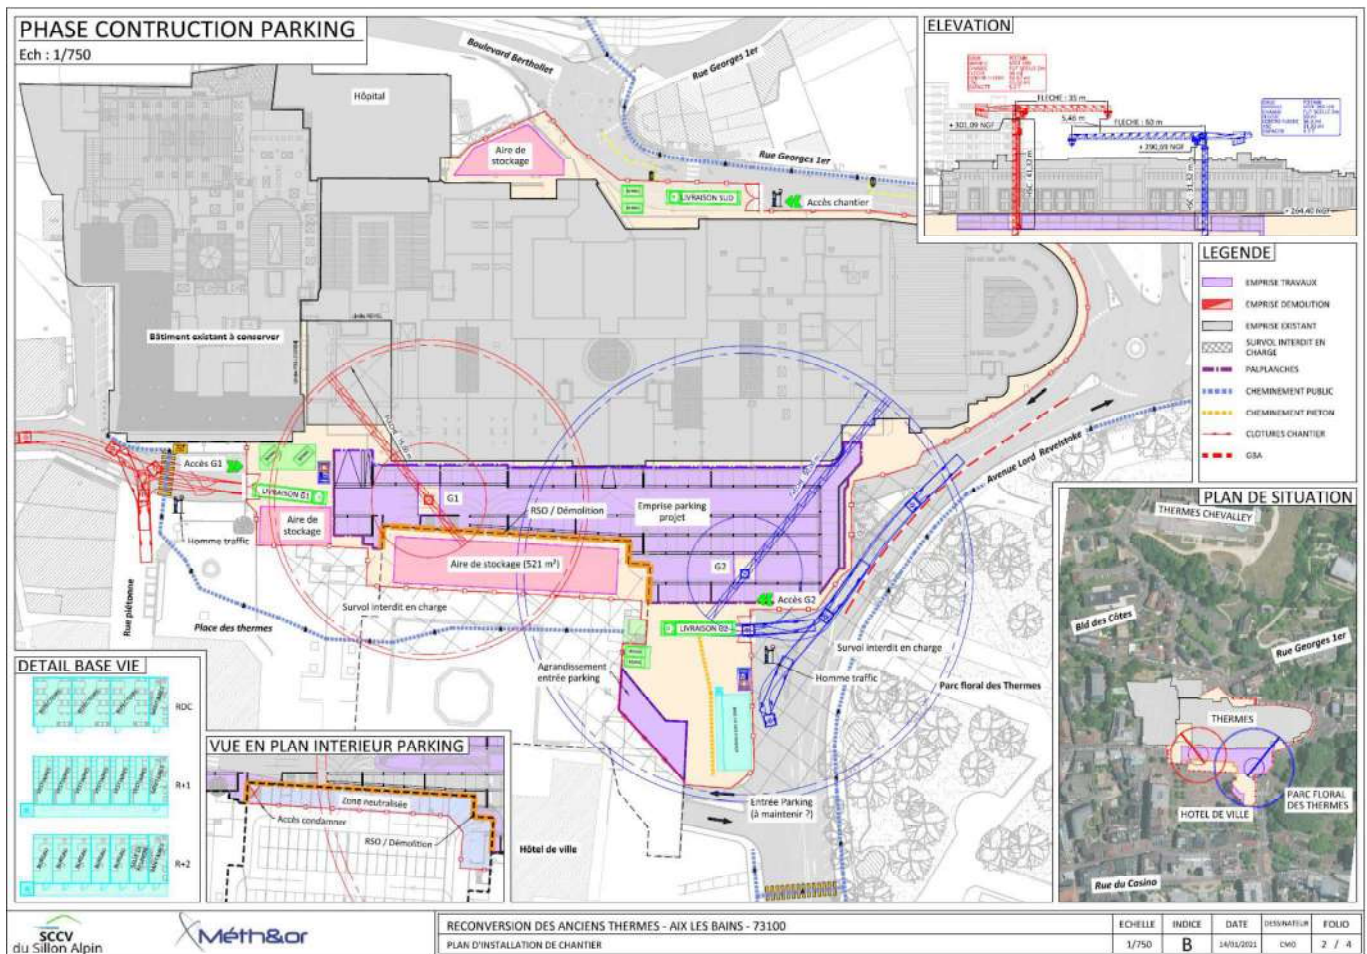 PHASE CONSTRUCTION PARKING
Ech : 1/750
Boulevard Berthollet
Rue Georges 1er
Hôpital
Aire de
stockage
Rue Georges 1er
LIVRAISON SUD
Accès chantier
Bâtiment existant à conserver
Accès G1
LIVRAISON G1
Aire de
stockage
Homme traffic
G1
RSO / Démolition
Emprise parking
projet
Aire de stockage (521 m²)
G2
Accès G2
LIVRAISON G2
Avenue Lord Revelstoke
Rue piétonne
Place des thermes
Survol interdit en charge
Survol interdit en charge
Agrandissement
entrée parking
Homme traffic
Parc floral des Thermes
Entrée Parking
(à maintenir ?)
Hôtel de ville
ELEVATION
FLECHE : 35 m
5,46 m
FLECHE : 60 m
+ 301,09 NGF
+ 290,69 NGF
+ 264,40 NGF
LEGENDE
EMPRISE TRAVAUX
EMPRISE DEMOLITION
EMPRISE EXISTANT
SURVOL INTERDIT EN
CHARGE
PALPLANCHES
CHEMINEMENT PUBLIC
CHEMINEMENT PIETON
CLOTURES CHANTIER
GBA
PLAN DE SITUATION
THERMES CHEVALLEY
Bld des Côtes
Rue Georges 1er
THERMES
PARC FLORAL
DES THERMES
HOTEL DE VILLE
Rue du Casino
DETAIL BASE VIE
RDC
R+1
R+2
VUE EN PLAN INTERIEUR PARKING
Zone neutralisée
Accès condamner
RSO / Démolition
SCCV
du Sillon Alpin
Méth&or
RECONVERSION DES ANCIENS THERMES - AIX LES BAINS - 73100
PLAN D'INSTALLATION DE CHANTIER
ECHELLE INDICE DATE DESSINATEUR FOLIO
1/750 B 14/01/2021 CMO 2 / 4